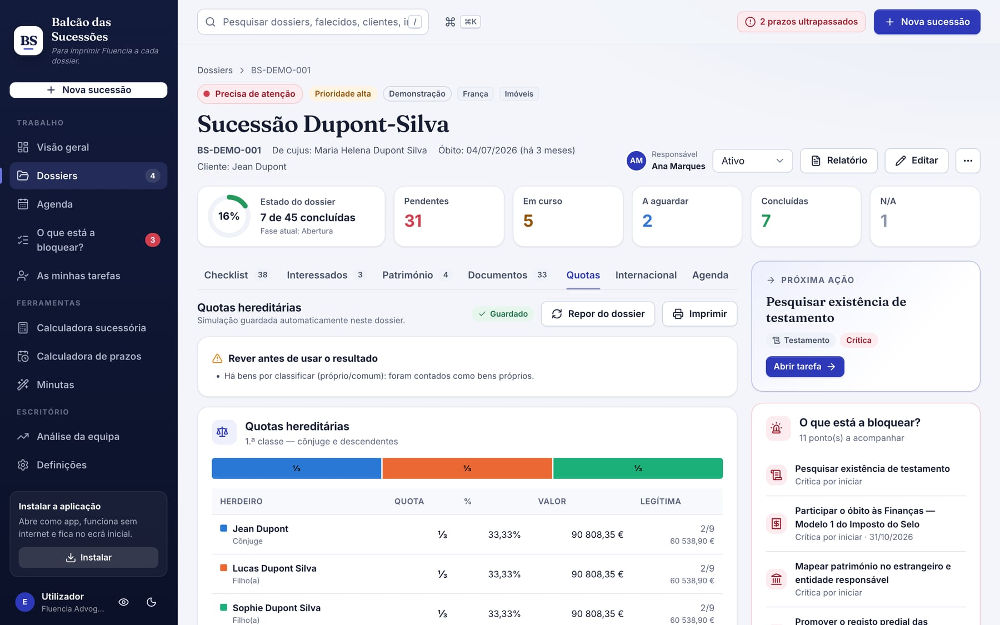 BS
Balcão das
Sucessões
Para imprimir Fluencia a cada
dossier.
+ Nova sucessão
TRABALHO
Visão geral
Dossiers 4
Agenda
O que está a
bloquear? 3
As minhas tarefas
FERRAMENTAS
Calculadora sucessória
Calculadora de prazos
Minutas
ESCRITÓRIO
Análise da equipa
Definições
Instalar a aplicação
Abre como app, funciona sem
internet e fica no ecrã inicial.
Instalar
E
Utilizador
Fluencia Advog...
Pesquisar dossiers, falecidos, clientes, /
⌘ ⌘K
2 prazos ultrapassados
+ Nova sucessão
Dossiers > BS-DEMO-001
Precisa de atenção Prioridade alta Demonstração França Imóveis
Sucessão Dupont-Silva
BS-DEMO-001 De cujus: Maria Helena Dupont Silva Óbito: 04/07/2026 (há 3 meses)
Cliente: Jean Dupont
AM
Responsável
Ana Marques
Ativo
Relatório
Editar
...
16%
Estado do dossier
7 de 45 concluídas
Fase atual: Abertura
Pendentes
31
Em curso
5
A aguardar
2
Concluídas
7
N/A
1
Checklist 38 Interessados 3 Património 4 Documentos 33 Quotas Internacional Agenda
Quotas hereditárias
Simulação guardada automaticamente neste dossier.
Guardado
Repor do dossier
Imprimir
Rever antes de usar o resultado
• Há bens por classificar (próprio/comum): foram contados como bens próprios.
Quotas hereditárias
1.ª classe — cônjuge e descendentes
⅓ ⅓ ⅓
HERDEIRO QUOTA % VALOR LEGÍTIMA
Jean Dupont ⅓ 33,33% 90 808,35 € 2/9
Cônjuge 60 538,90 €
Lucas Dupont Silva ⅓ 33,33% 90 808,35 € 2/9
Filho(a) 60 538,90 €
Sophie Dupont Silva ⅓ 33,33% 90 808,35 € 2/9
Filho(a) 60 538,90 €
→ PRÓXIMA AÇÃO
Pesquisar existência de
testamento
Testamento Crítica
Abrir tarefa →
O que está a bloquear?
11 ponto(s) a acompanhar
Pesquisar existência de testamento
Crítica por iniciar
Participar o óbito às Finanças —
Modelo 1 do Imposto do Selo
Crítica por iniciar · 31/10/2026
Mapear património no estrangeiro e
entidade responsável
Crítica por iniciar
Promover o registo predial das